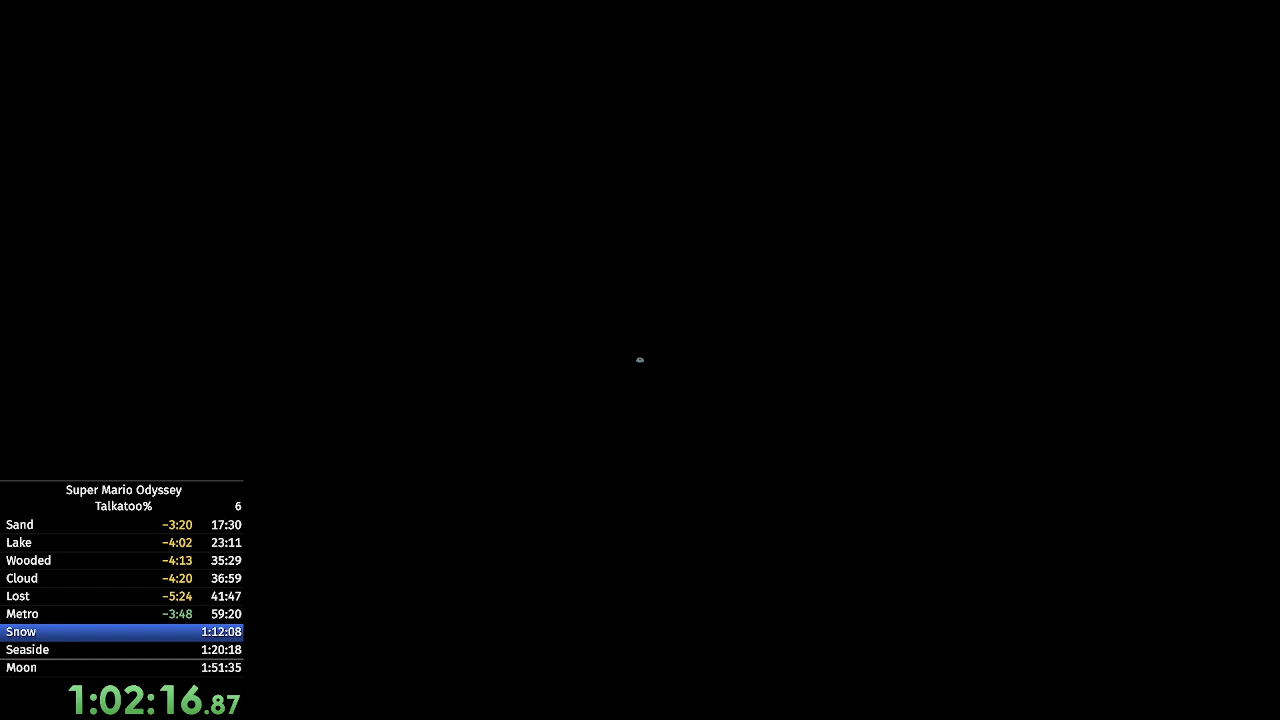 Super Mario Odyssey
Talkatoo% 6
Sand −3:20 17:30
Lake −4:02 23:11
Wooded −4:13 35:29
Cloud −4:20 36:59
Lost −5:24 41:47
Metro −3:48 59:20
Snow 1:12:08
Seaside 1:20:18
Moon 1:51:35
1:02:16.87